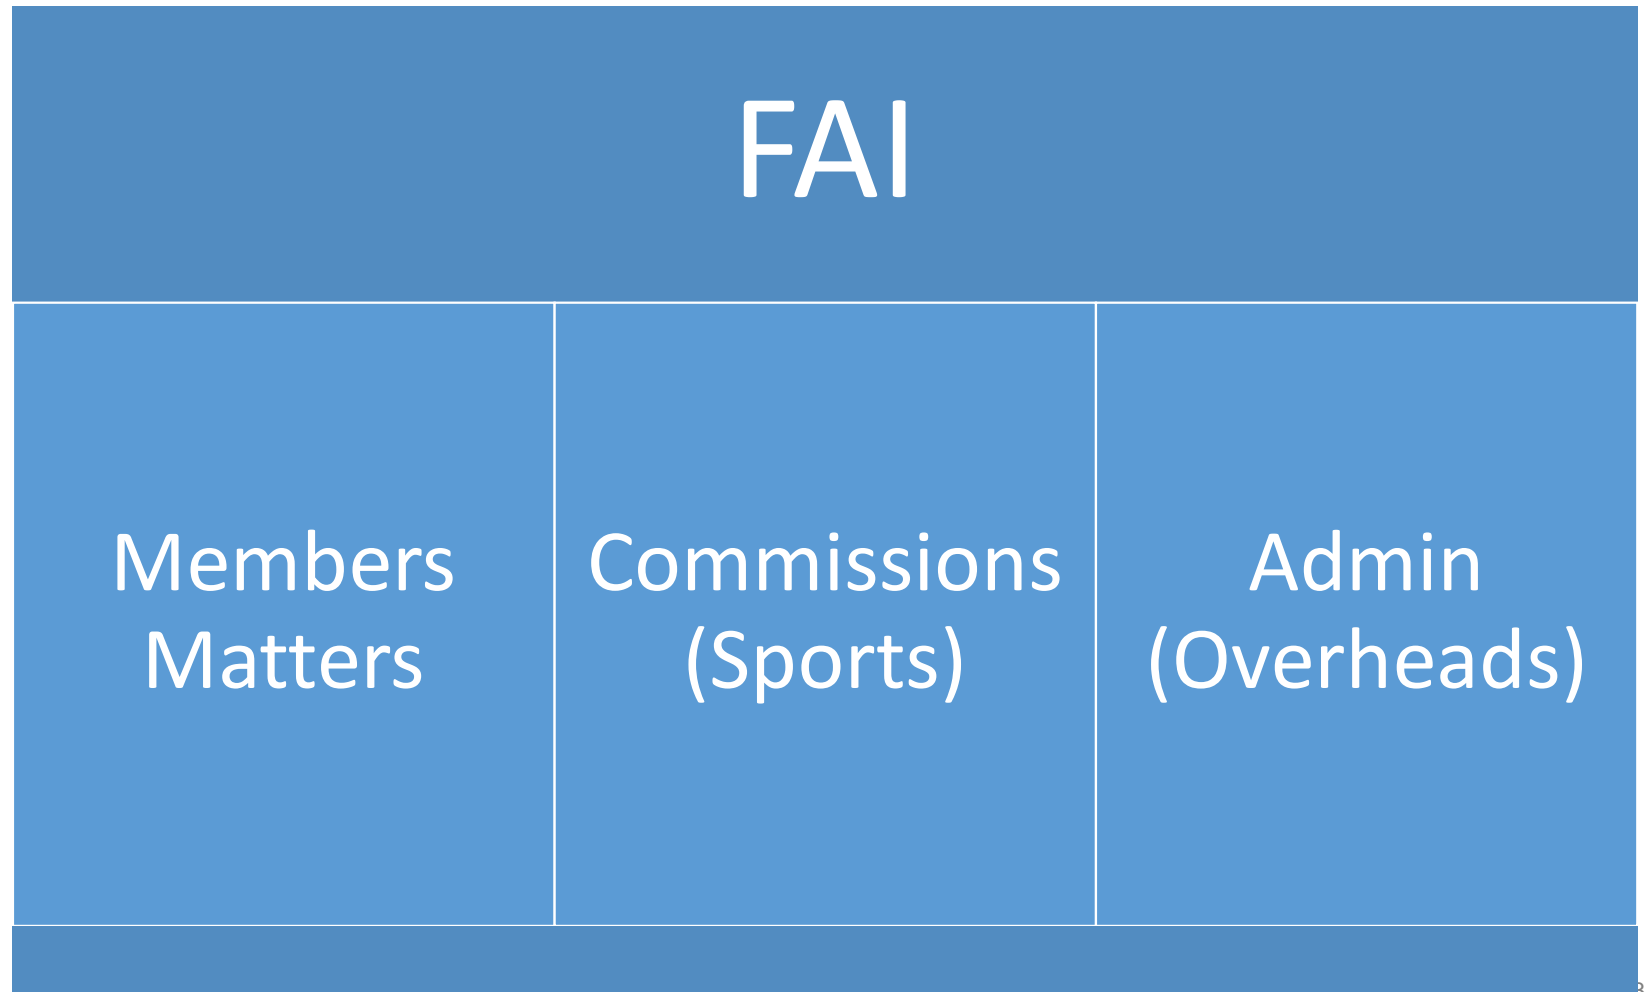 FAI
Members
Matters
Commissions
(Sports)
Admin
(Overheads)